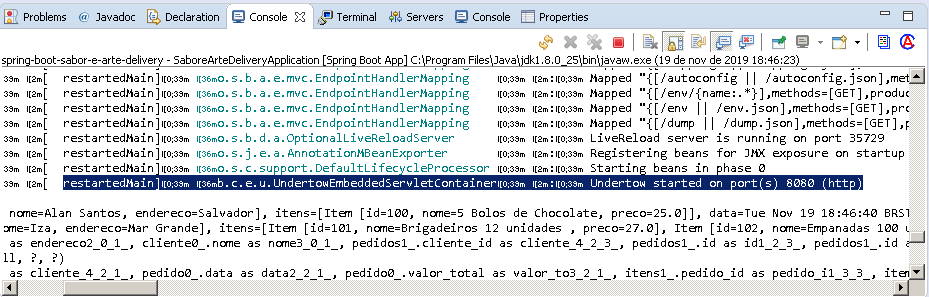 Problems @ Javadoc Declaration Console Terminal Servers Console Properties
spring-boot-sabor-e-arte-delivery - SaboreArteDeliveryApplication [Spring Boot App] C:\Program Files\Java\jdk1.8.0_25\bin\javaw.exe (19 de nov de 2019 18:46:23)
39m [2m[ restartedMain] [0;39m [36mo.s.b.a.e.mvc.EndpointHandlerMapping [0;39m [2m: [0;39m Mapped "{[/autoconfig || /autoconfig.json],met
39m [2m[ restartedMain] [0;39m [36mo.s.b.a.e.mvc.EndpointHandlerMapping [0;39m [2m: [0;39m Mapped "{[/env/{name:.*}],methods=[GET],produc
39m [2m[ restartedMain] [0;39m [36mo.s.b.a.e.mvc.EndpointHandlerMapping [0;39m [2m: [0;39m Mapped "{[/env || /env.json],methods=[GET],pro
39m [2m[ restartedMain] [0;39m [36mo.s.b.a.e.mvc.EndpointHandlerMapping [0;39m [2m: [0;39m Mapped "{[/dump || /dump.json],methods=[GET],p
39m [2m[ restartedMain] [0;39m [36mo.s.b.d.a.OptionalLiveReloadServer [0;39m [2m: [0;39m LiveReload server is running on port 35729
39m [2m[ restartedMain] [0;39m [36mo.s.j.e.a.AnnotationMBeanExporter [0;39m [2m: [0;39m Registering beans for JMX exposure on startup
39m [2m[ restartedMain] [0;39m [36mo.s.c.support.DefaultLifecycleProcessor [0;39m [2m: [0;39m Starting beans in phase 0
39m [2m[ restartedMain] [0;39m [36mb.c.e.u.UndertowEmbeddedServletContainer [0;39m [2m: [0;39m Undertow started on port(s) 8080 (http)
nome=Alan Santos, endereco=Salvador], itens=[Item [id=100, nome=5 Bolos de Chocolate, preco=25.0]], data=Tue Nov 19 18:46:40 BRST
ome=Iza, endereco=Mar Grande], itens=[Item [id=101, nome=Brigadeiros 12 unidades , preco=27.0], Item [id=102, nome=Empanadas 100 u
as endereco2_0_1_, cliente0_.nome as nome3_0_1_, pedidos1_.cliente_id as cliente_4_2_3_, pedidos1_.id as id1_2_3_, pedidos1_.id a
ll, ?, ?)
as cliente_4_2_1_, pedido0_.data as data2_2_1_, pedido0_.valor_total as valor_to3_2_1_, itens1_.pedido_id as pedido_i1_3_3_, item